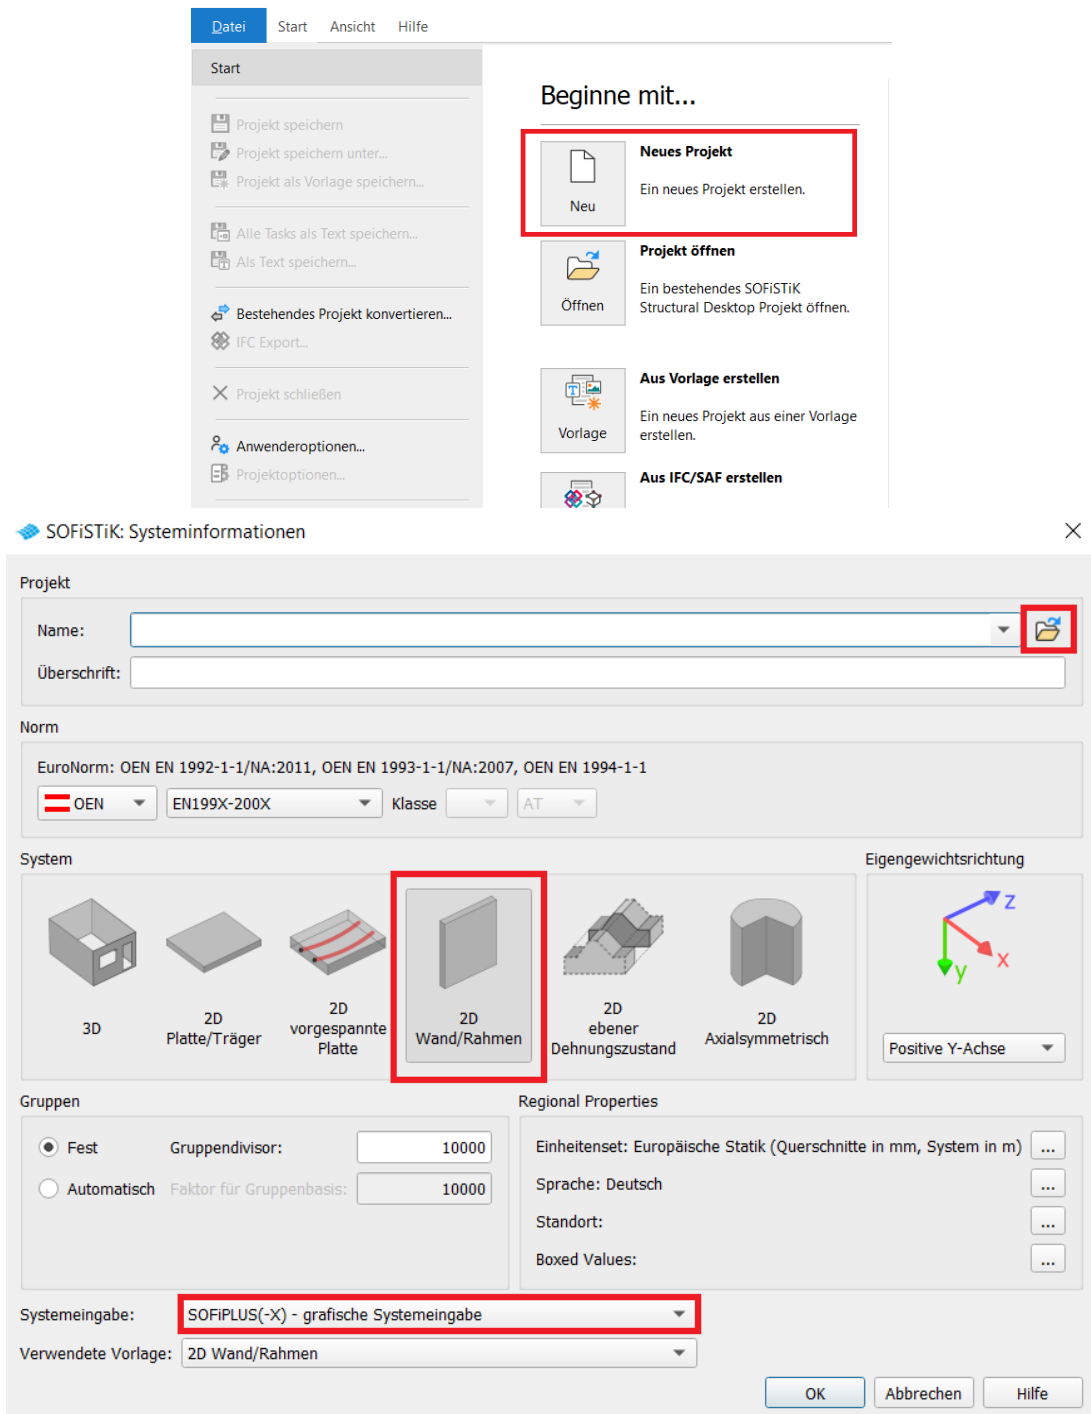 Datei Start Ansicht Hilfe
Start
Projekt speichern
Projekt speichern unter...
Projekt als Vorlage speichern...
Alle Tasks als Text speichern...
Als Text speichern...
Bestehendes Projekt konvertieren...
IFC Export...
Projekt schließen
Anwenderoptionen...
Projektoptionen...
Beginne mit...
Neu
Neues Projekt
Ein neues Projekt erstellen.
Öffnen
Projekt öffnen
Ein bestehendes SOFiSTiK
Structural Desktop Projekt öffnen.
Vorlage
Aus Vorlage erstellen
Ein neues Projekt aus einer Vorlage
erstellen.
Aus IFC/SAF erstellen
SOFiSTiK: Systeminformationen
Projekt
Name:
Überschrift:
Norm
EuroNorm: OEN EN 1992-1-1/NA:2011, OEN EN 1993-1-1/NA:2007, OEN EN 1994-1-1
OEN EN199X-200X Klasse AT
System
3D
2D
Platte/Träger
2D
vorgespannte
Platte
2D
Wand/Rahmen
2D
ebener
Dehnungszustand
2D
Axialsymmetrisch
Eigengewichtsrichtung
z
x
y
Positive Y-Achse
Gruppen
Fest Gruppendivisor: 10000
Automatisch Faktor für Gruppenbasis: 10000
Regional Properties
Einheitenset: Europäische Statik (Querschnitte in mm, System in m) ...
Sprache: Deutsch ...
Standort: ...
Boxed Values: ...
Systemeingabe: SOFiPLUS(-X) - grafische Systemeingabe
Verwendete Vorlage: 2D Wand/Rahmen
OK Abbrechen Hilfe